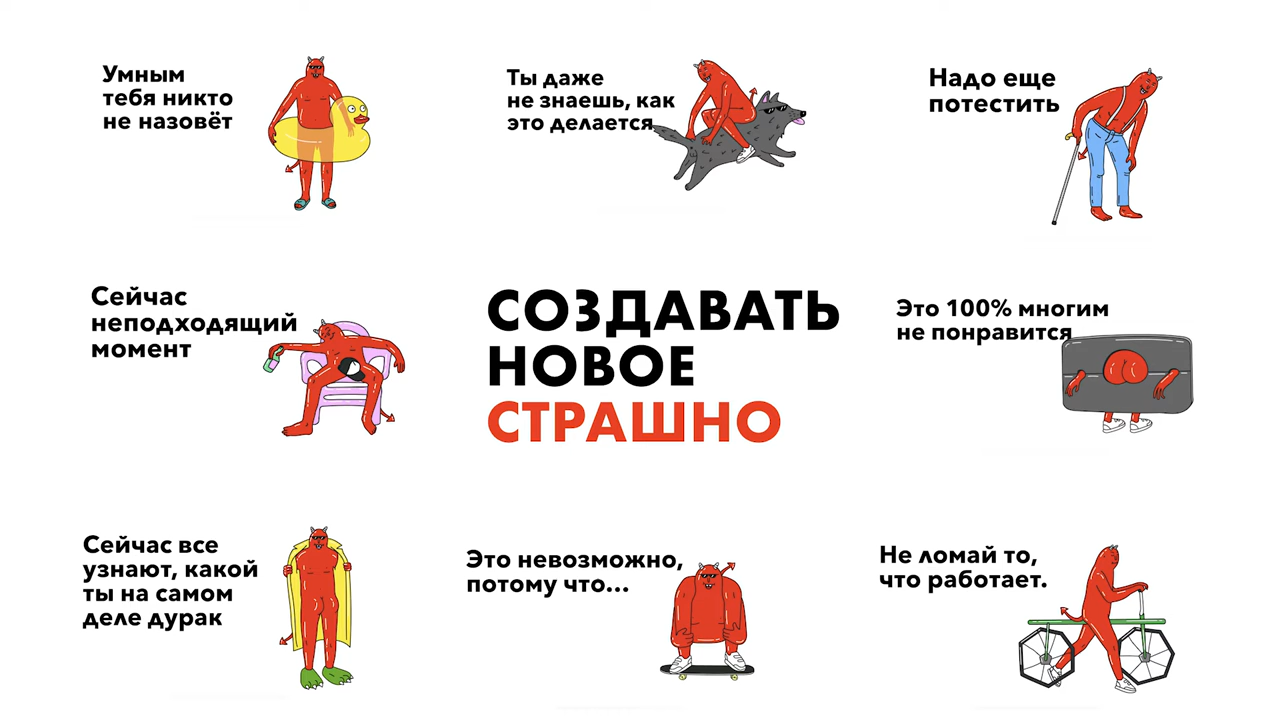 Умным
тебя никто
не назовёт
Ты даже
не знаешь, как
это делается
Надо еще
потестить
Сейчас
неподходящий
момент
СОЗДАВАТЬ
НОВОЕ
СТРАШНО
Это 100% многим
не понравится
Сейчас все
узнают, какой
ты на самом
деле дурак
Это невозможно,
потому что...
Не ломай то,
что работает.